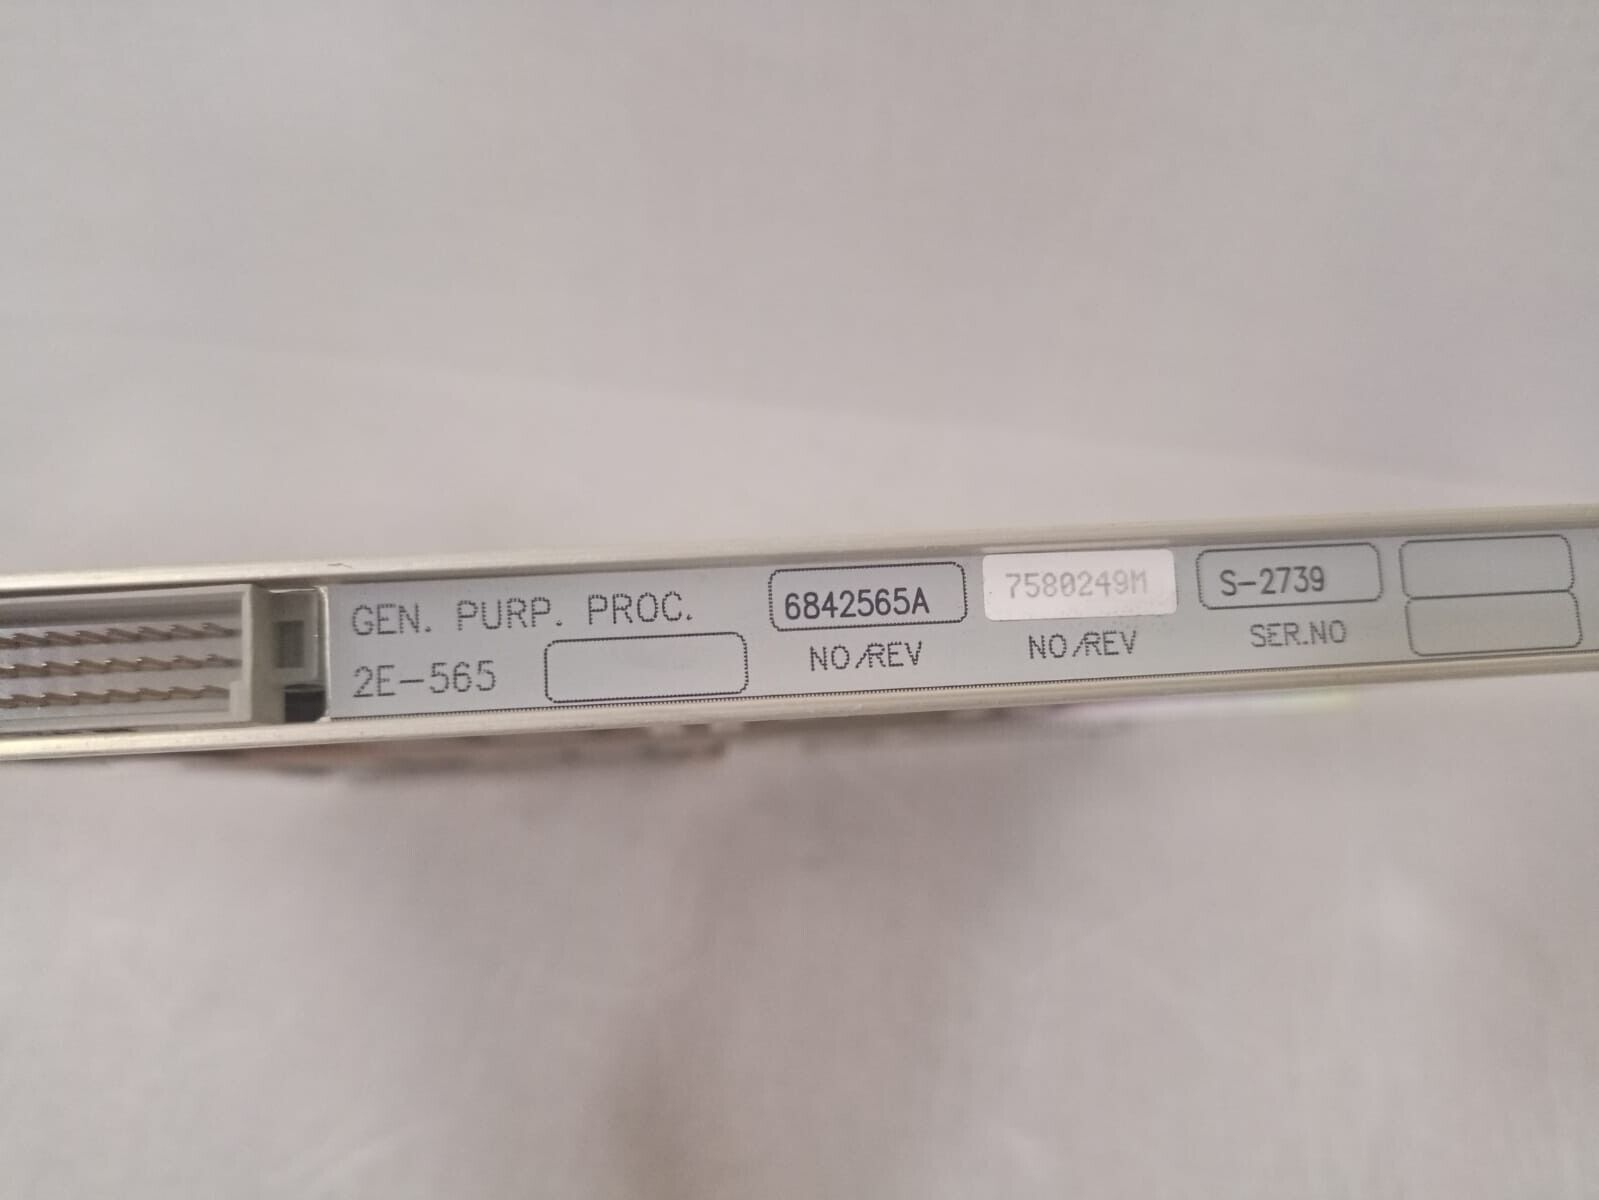 GEN. PURP. PROC.
2E-565
6842565A
NO/REV
7580249M
NO/REV
S-2739
SER.NO